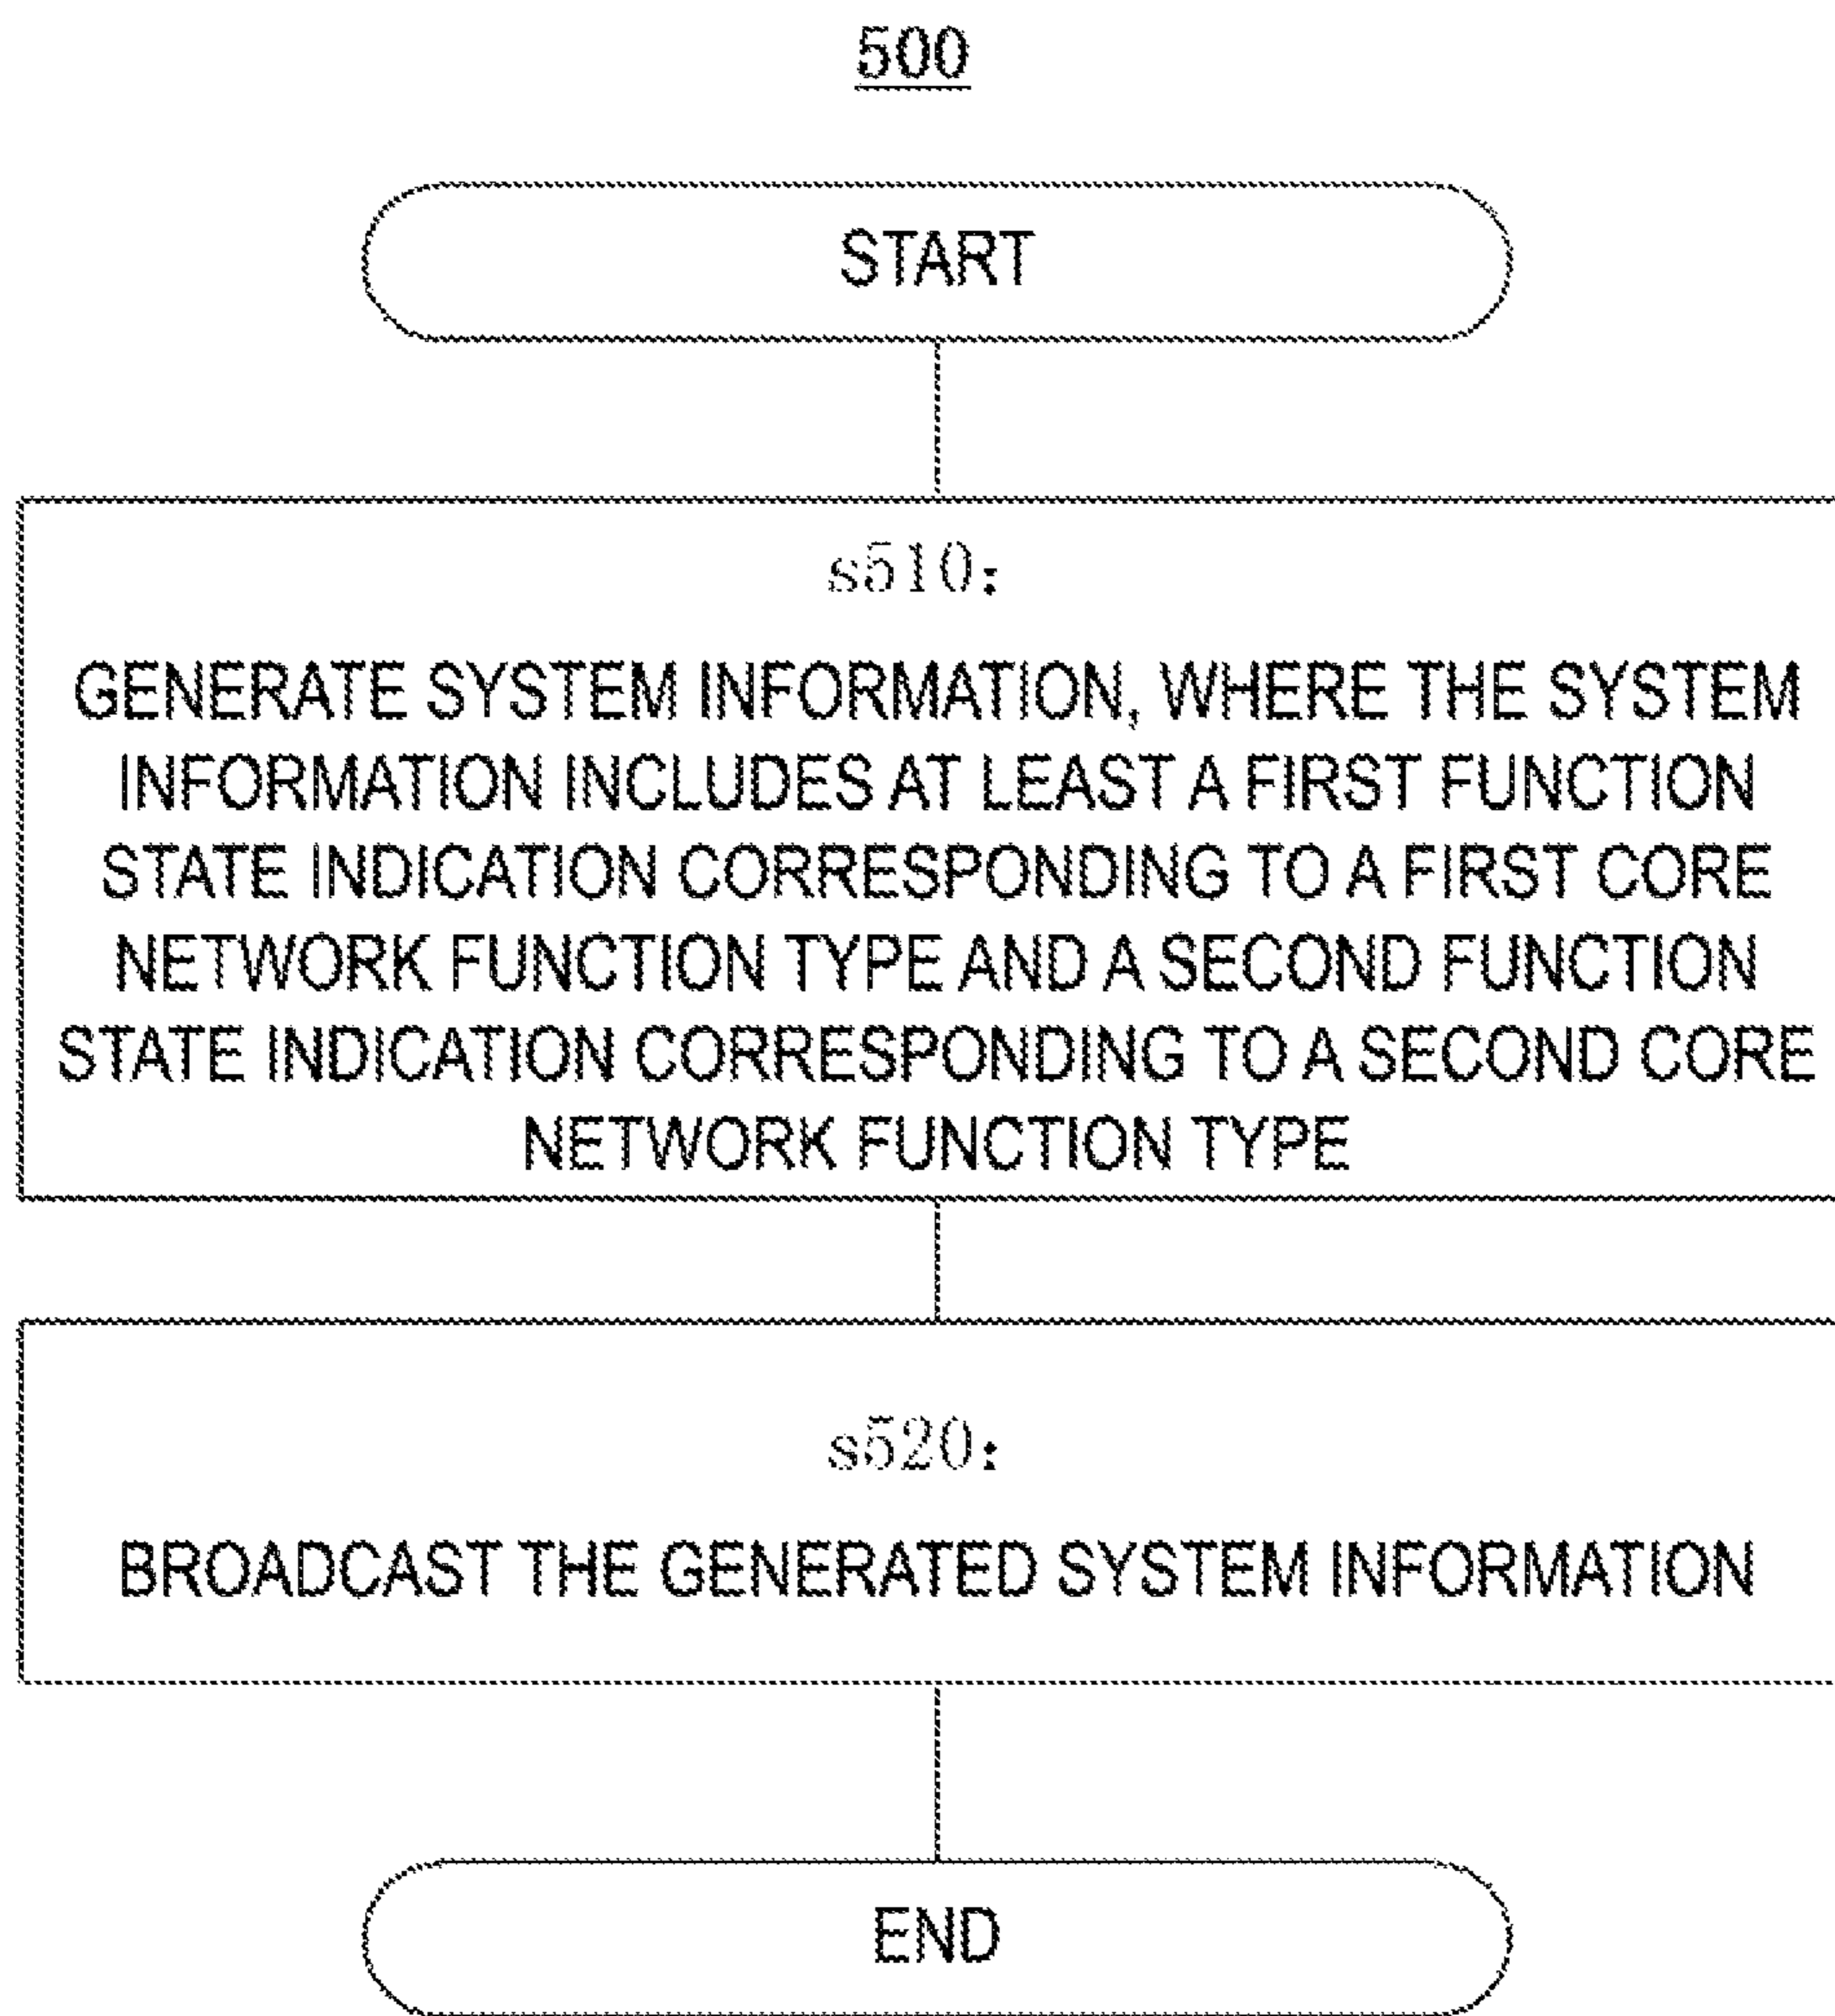 500
START
s510:
GENERATE SYSTEM INFORMATION, WHERE THE SYSTEM
INFORMATION INCLUDES AT LEAST A FIRST FUNCTION
STATE INDICATION CORRESPONDING TO A FIRST CORE
NETWORK FUNCTION TYPE AND A SECOND FUNCTION
STATE INDICATION CORRESPONDING TO A SECOND CORE
NETWORK FUNCTION TYPE
s520:
BROADCAST THE GENERATED SYSTEM INFORMATION
END